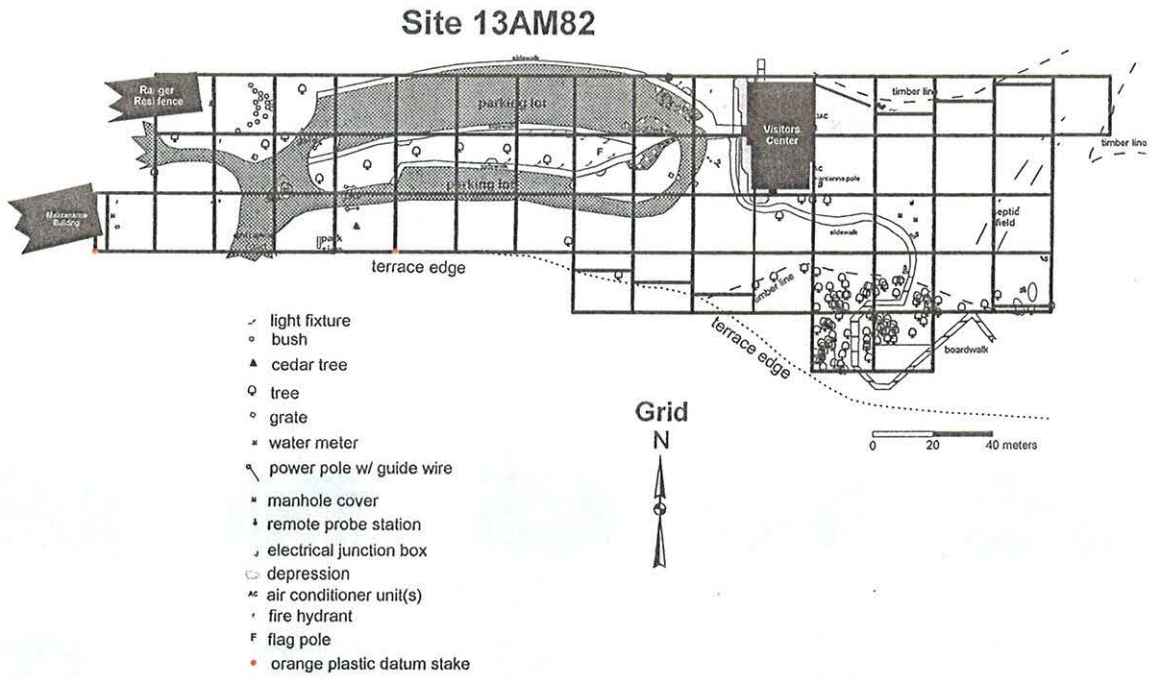 Site 13AM82
sidewalk
Ranger
Residence
parking lot
timber line
Visitors
Center
AC
timber line
F
parking lot
AC
antenna pole
Maintenance
Building
septic
field
sidewalk
park
terrace edge
timber line
terrace edge
boardwalk
light fixture
bush
cedar tree
tree
grate
water meter
power pole w/ guide wire
manhole cover
remote probe station
electrical junction box
depression
AC air conditioner unit(s)
fire hydrant
F flag pole
orange plastic datum stake
Grid
N
0 20 40 meters